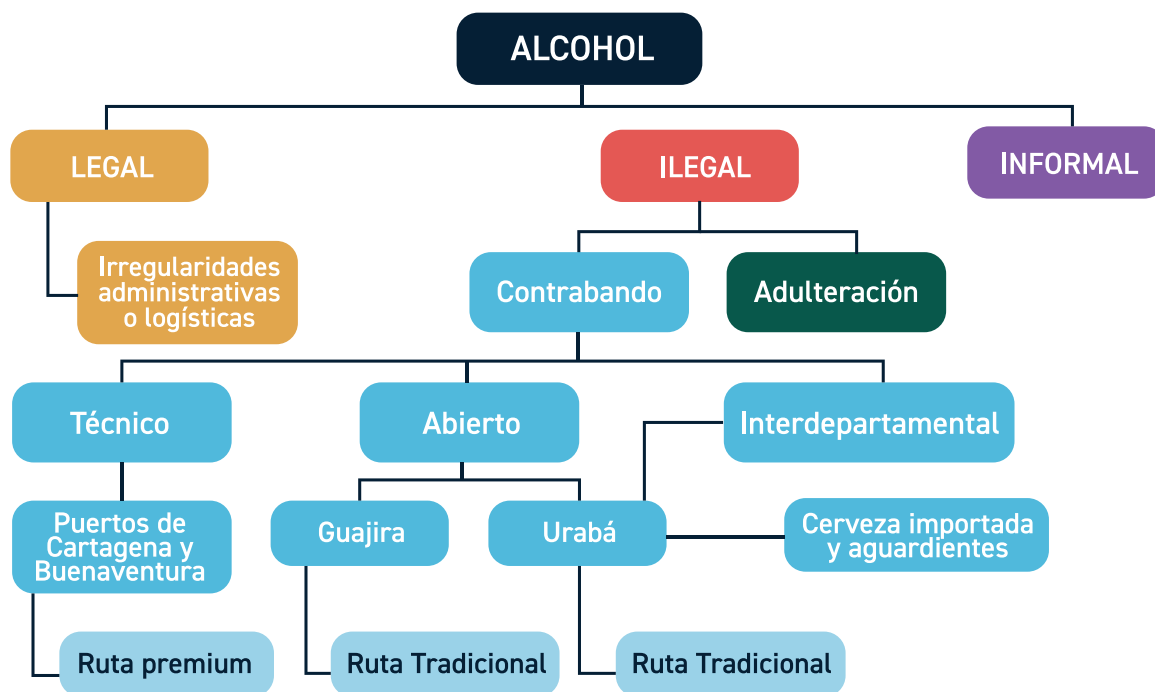 ALCOHOL
LEGAL
ILEGAL
INFORMAL
Irregularidades
administrativas
o logísticas
Contrabando
Adulteración
Técnico
Abierto
Interdepartamental
Puertos de
Cartagena y
Buenaventura
Guajira
Urabá
Cerveza importada
y aguardientes
Ruta premium
Ruta Tradicional
Ruta Tradicional